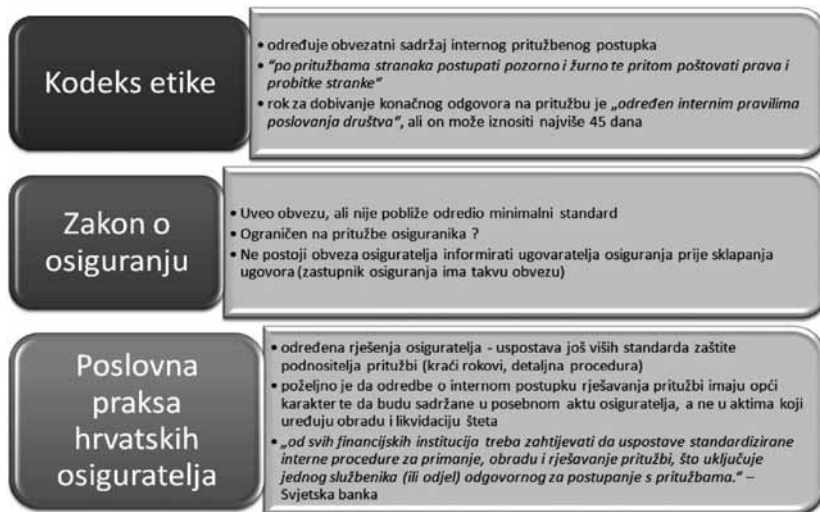 Kodeks etike
• određuje obvezatni sadržaj internog pritužbenog postupka
• “po pritužbama stranaka postupati pozorno i žurno te pritom poštovati prava i
probitke stranke“
• rok za dobivanje konačnog odgovora na pritužbu je „određen internim pravilima
poslovanja društva“, ali on može iznositi najviše 45 dana
Zakon o
osiguranju
• Uveo obvezu, ali nije pobliže odredio minimalni standard
• Ograničen na pritužbe osiguranika ?
• Ne postoji obveza osiguratelja informirati ugovaratelja osiguranja prije sklapanja
ugovora (zastupnik osiguranja ima takvu obvezu)
Poslovna
praksa
hrvatskih
osiguratelja
• određena rješenja osiguratelja - uspostava još viših standarda zaštite
podnositelja pritužbi (kraći rokovi, detaljna procedura)
• poželjno je da odredbe o internom postupku rješavanja pritužbi imaju opći
karakter te da budu sadržane u posebnom aktu osiguratelja, a ne u aktima koji
uređuju obradu i likvidaciju šteta
• „od svih financijskih institucija treba zahtijevati da uspostave standardizirane
interne procedure za primanje, obradu i rješavanje pritužbi, što uključuje
jednog službenika (ili odjel) odgovornog za postupanje s pritužbama.“ –
Svjetska banka